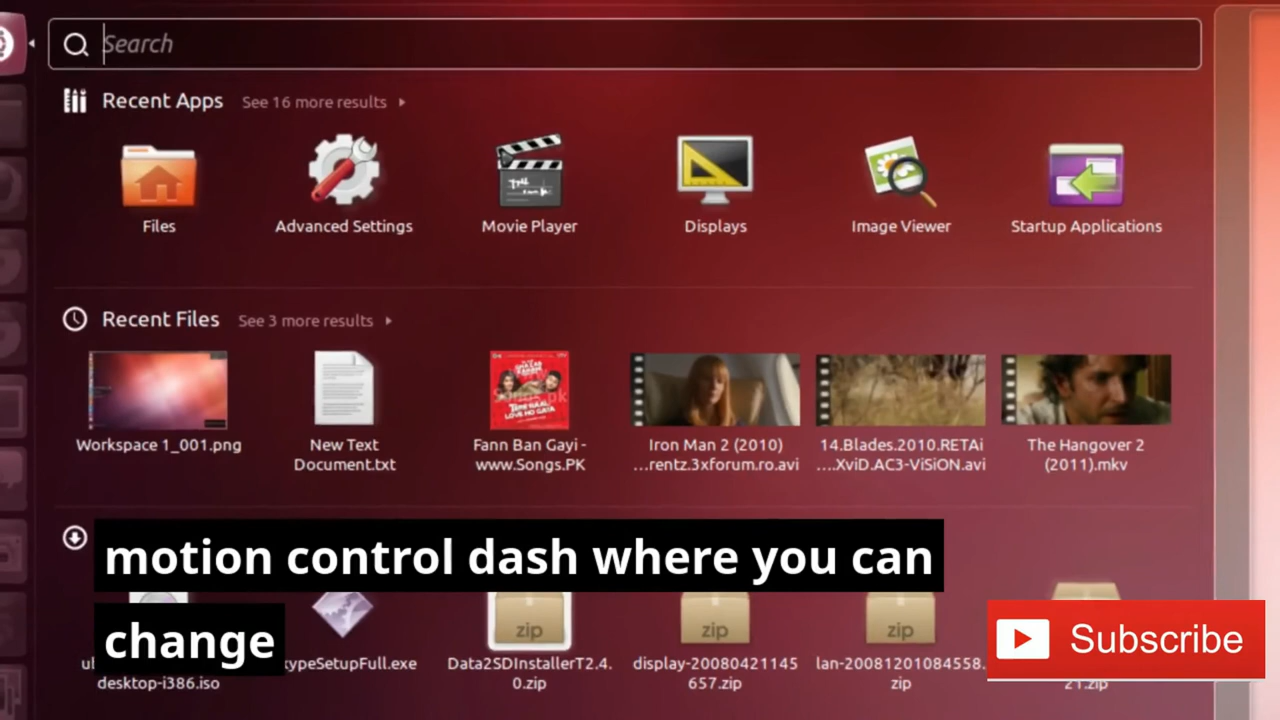 Search
Recent Apps See 16 more results
Files Advanced Settings Movie Player Displays Image Viewer Startup Applications
Recent Files See 3 more results
Workspace 1_001.png New Text Fann Ban Gayi - Iron Man 2 (2010) 14.Blades.2010.RETAi The Hangover 2
Document.txt www.Songs.PK ...rentz.3xforum.ro.avi ....XviD.AC3-ViSiON.avi (2011).mkv
motion control dash where you can
change
zip zip zip
Subscribe
ypeSetupFull.exe Data2SDInstallerT2.4. display-20080421145 lan-20081201084558.
desktop-i386.iso 0.zip 657.zip zip 21.zip